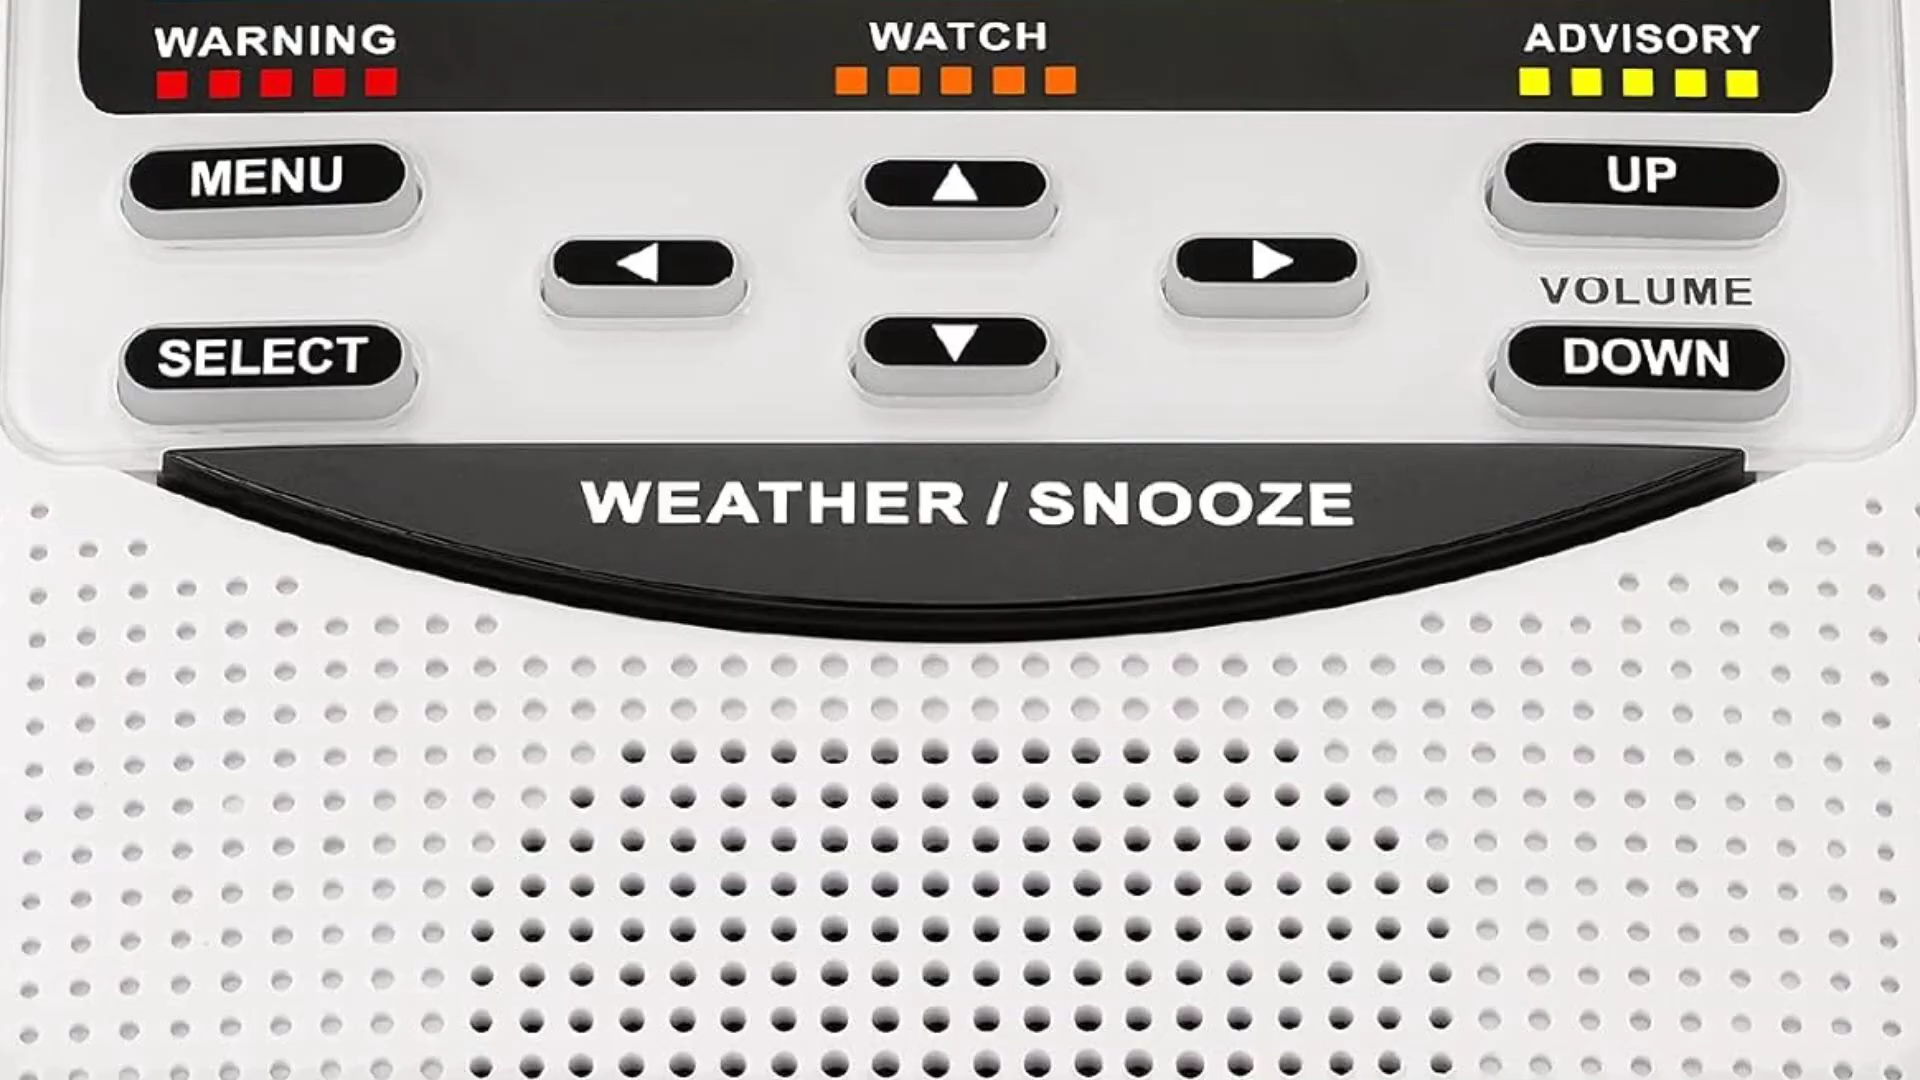 WARNING
WATCH
ADVISORY
MENU
UP
VOLUME
SELECT
DOWN
WEATHER / SNOOZE